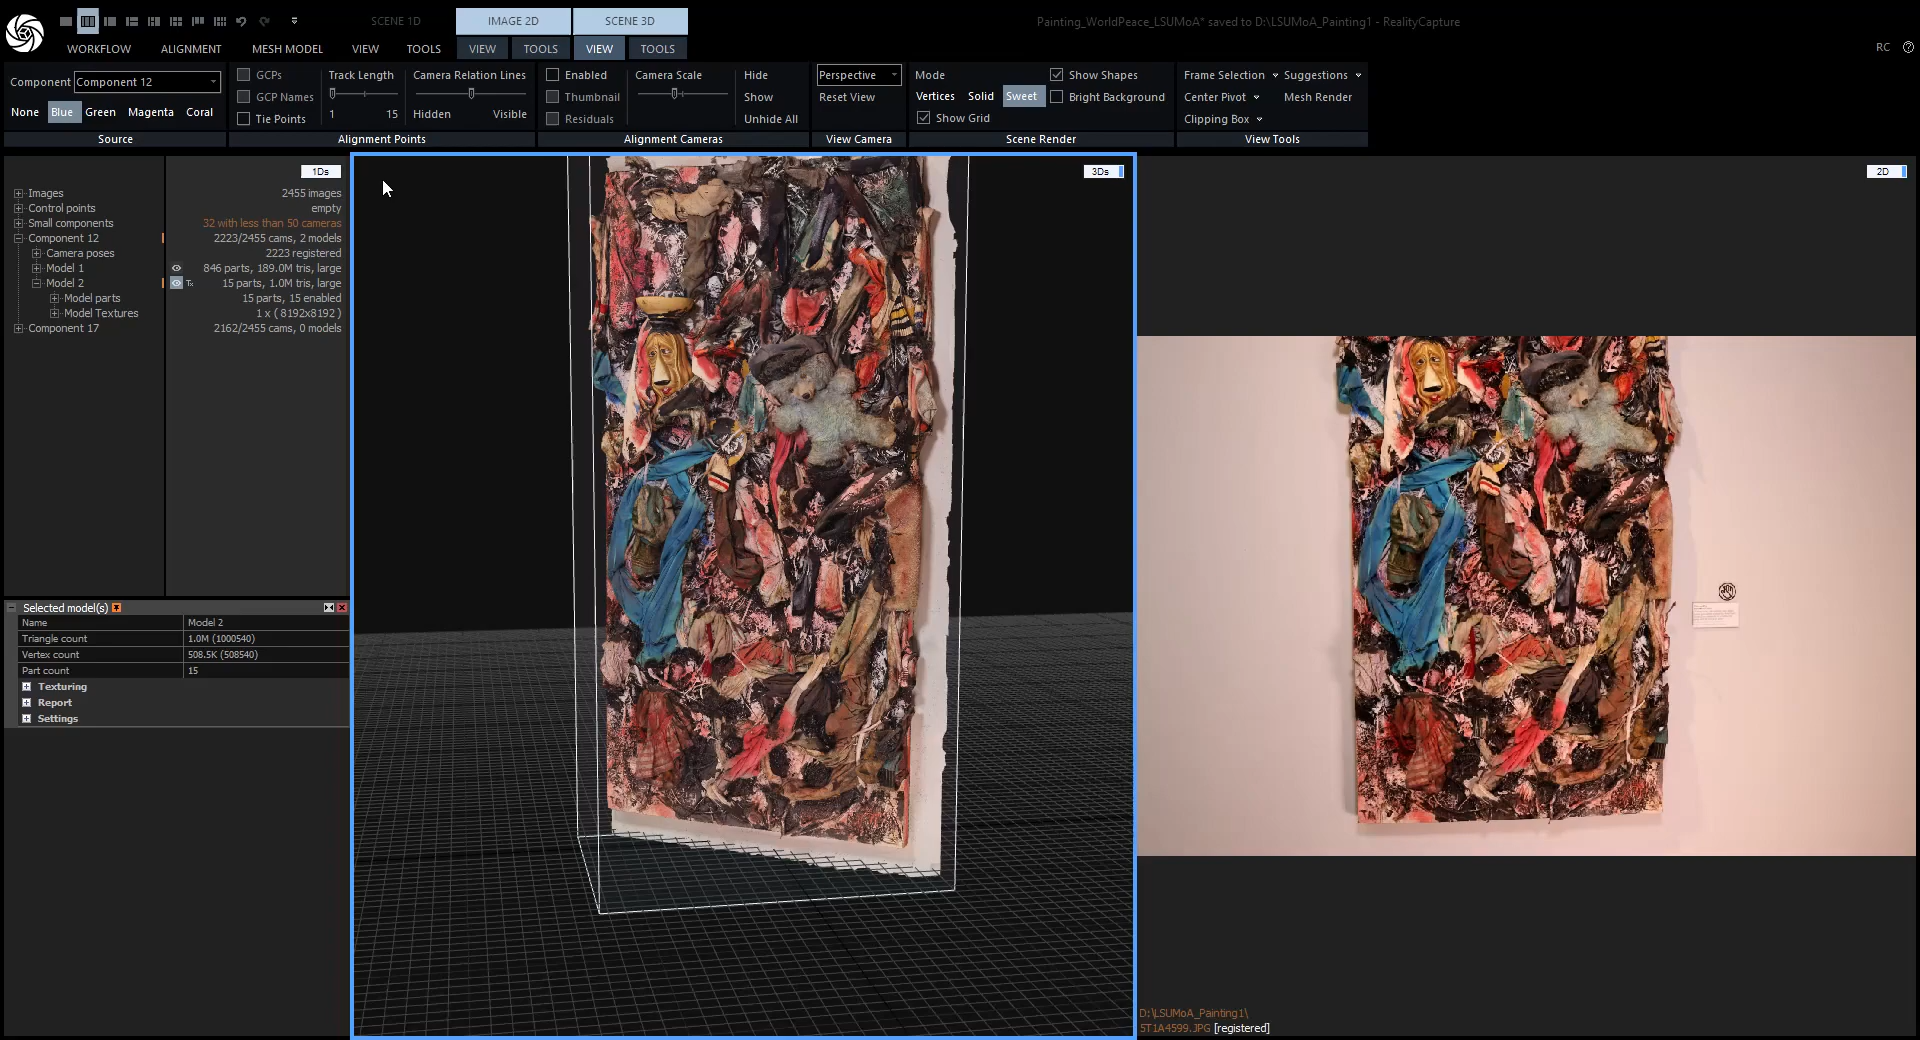 SCENE 1D IMAGE 2D SCENE 3D Painting_WorldPeace_LSUMoA* saved to D:\LSUMoA_Painting1 - RealityCapture
WORKFLOW ALIGNMENT MESH MODEL VIEW TOOLS VIEW TOOLS VIEW TOOLS RC
Component Component 12 GCPs Track Length Camera Relation Lines Enabled Camera Scale Hide Perspective Mode Show Shapes Frame Selection Suggestions
GCP Names Thumbnail Show Reset View Vertices Solid Sweet Bright Background Center Pivot Mesh Render
None Blue Green Magenta Coral Tie Points 1 15 Hidden Visible Residuals Unhide All Show Grid Clipping Box
Source Alignment Points Alignment Cameras View Camera Scene Render View Tools
1Ds 3Ds 2D
Images 2455 images
Control points empty
Small components 32 with less than 50 cameras
Component 12 2223/2455 cams, 2 models
Camera poses 2223 registered
Model 1 846 parts, 189.0M tris, large
Model 2 Tx 15 parts, 1.0M tris, large
Model parts 15 parts, 15 enabled
Model Textures 1 x ( 8192x8192 )
Component 17 2162/2455 cams, 0 models
Selected model(s)
Name Model 2
Triangle count 1.0M (1000540)
Vertex count 508.5K (508540)
Part count 15
Texturing
Report
Settings
D:\LSUMoA_Painting1\
5T1A4599.JPG [registered]